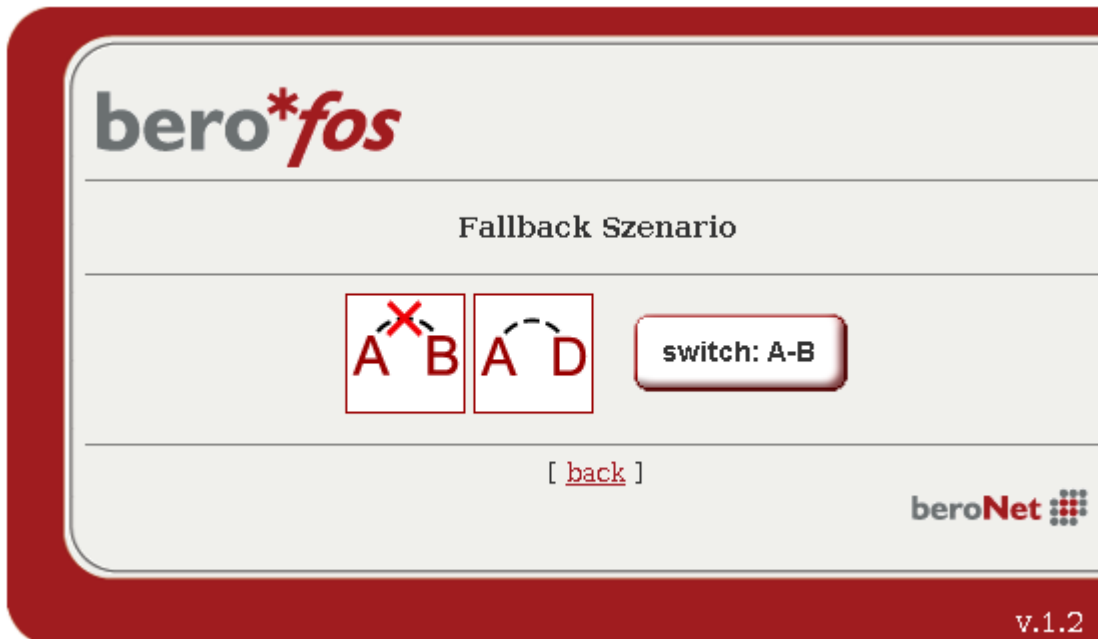 bero*fos
Fallback Szenario
A B A D switch: A-B
[ back ]
beroNet
v.1.2